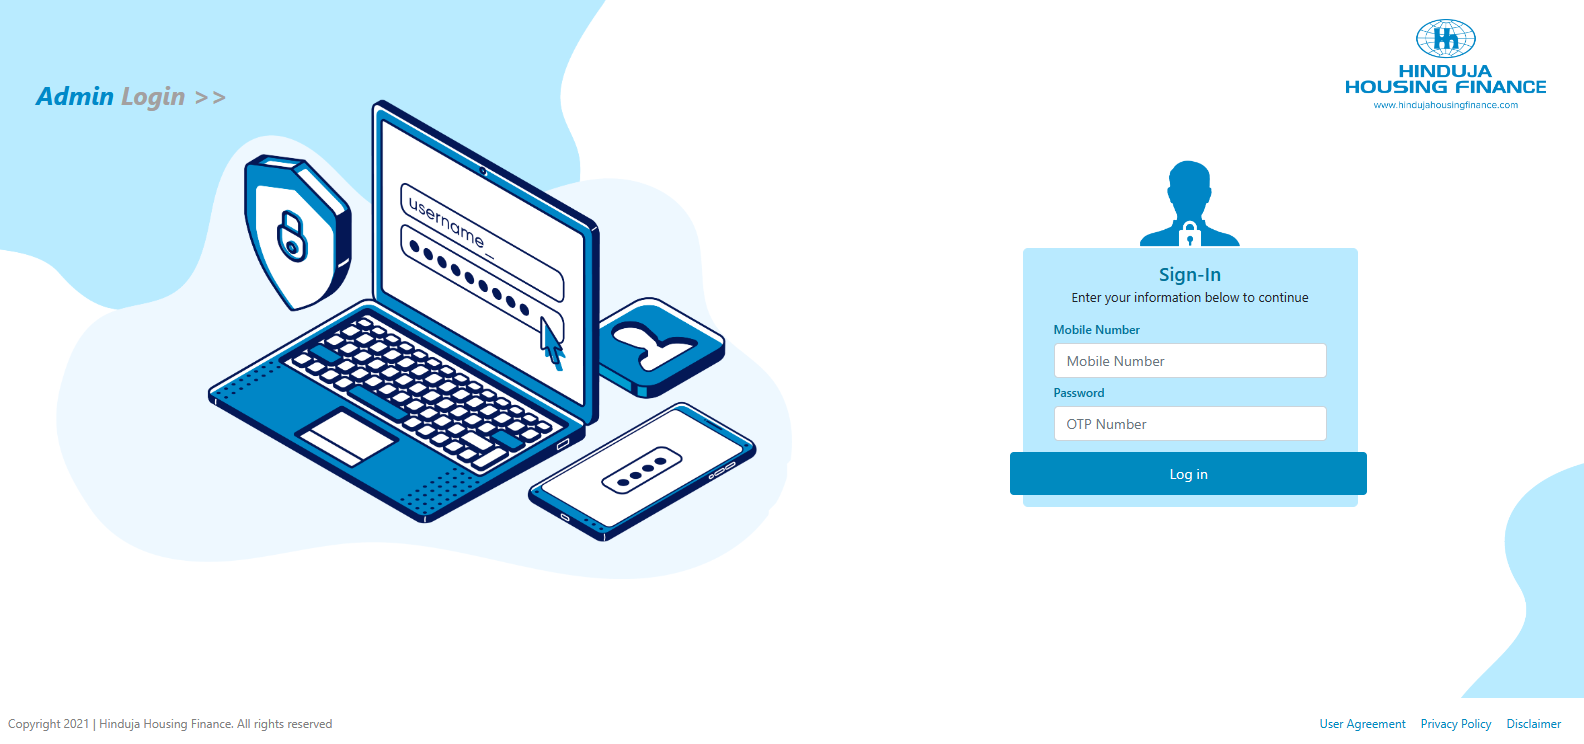 Admin Login >>
HINDUJA
HOUSING FINANCE
www.hindujahousingfinance.com
username_
Sign-In
Enter your information below to continue
Mobile Number
Mobile Number
Password
OTP Number
Log in
Copyright 2021 | Hinduja Housing Finance. All rights reserved
User Agreement Privacy Policy Disclaimer